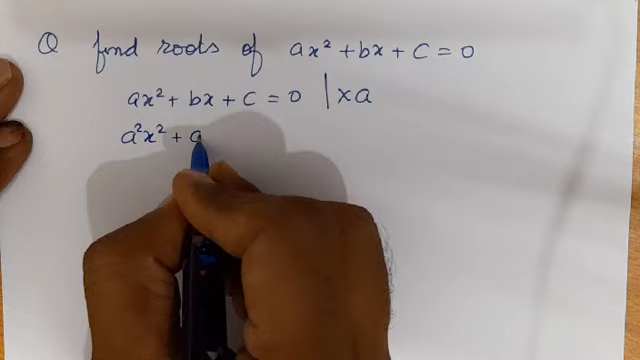 Q find roots of ax² + bx + c = 0
ax² + bx + c = 0 | x a
a²x² + a